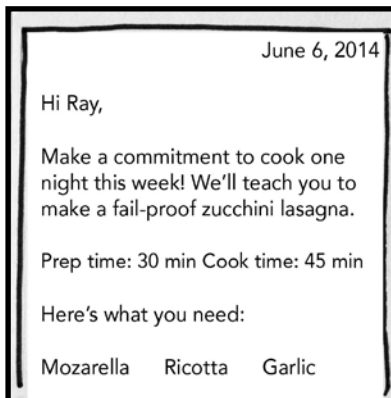 June 6, 2014
Hi Ray,
Make a commitment to cook one
night this week! We'll teach you to
make a fail-proof zucchini lasagna.
Prep time: 30 min Cook time: 45 min
Here's what you need:
Mozarella Ricotta Garlic